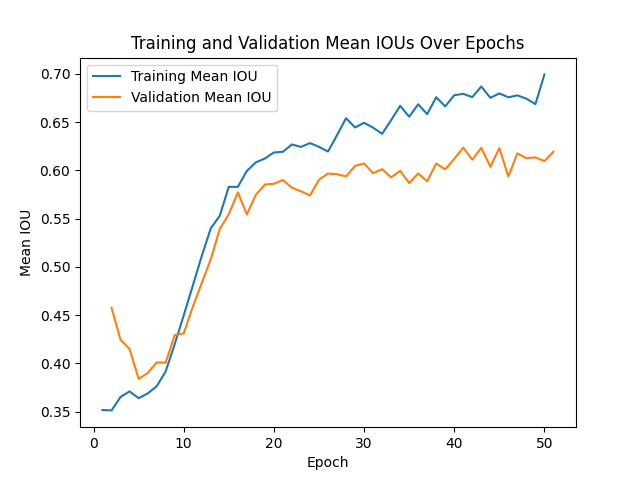 Training and Validation Mean IOUs Over Epochs
Training Mean IOU
Validation Mean IOU
0.70
0.65
0.60
0.55
0.50
0.45
0.40
0.35
Mean IOU
0 10 20 30 40 50
Epoch